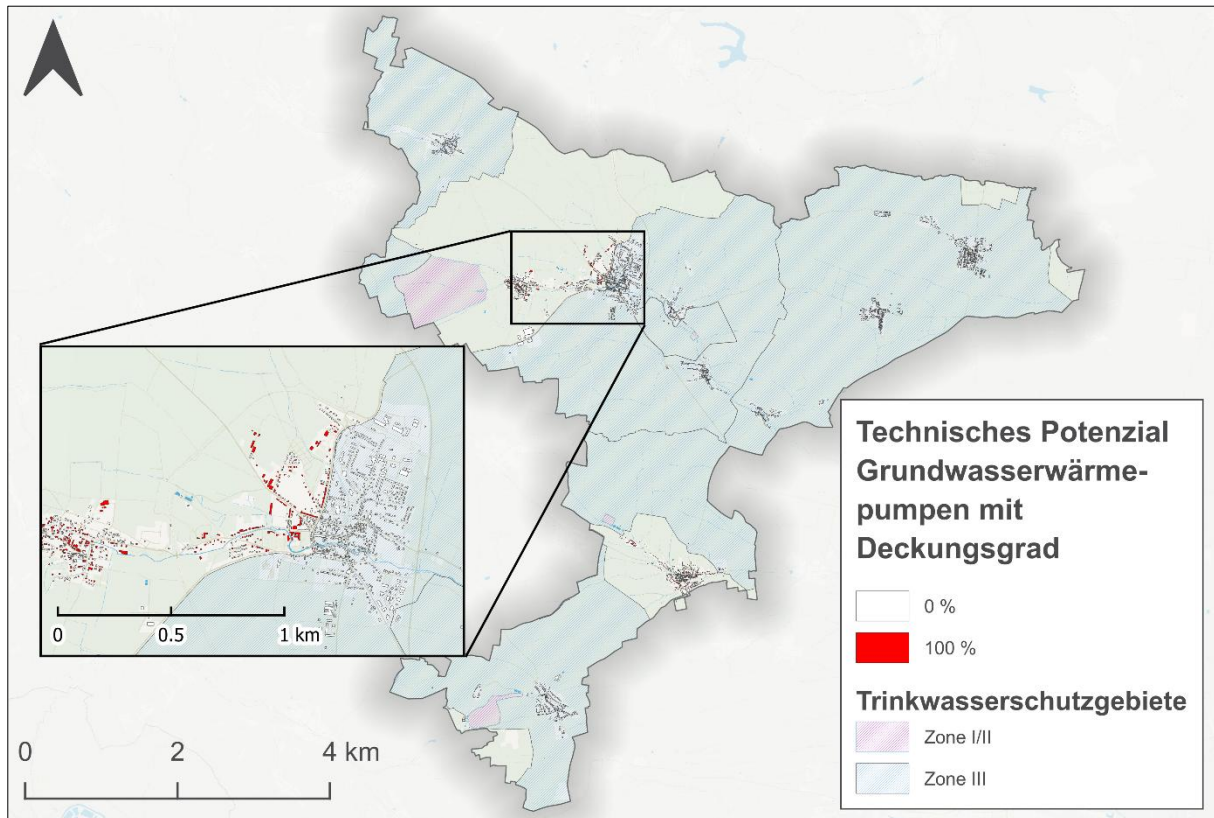 0
0.5
1 km
0
2
4 km
Technisches Potenzial
Grundwasserwärme-
pumpen mit
Deckungsgrad
0 %
100 %
Trinkwasserschutzgebiete
Zone I/II
Zone III